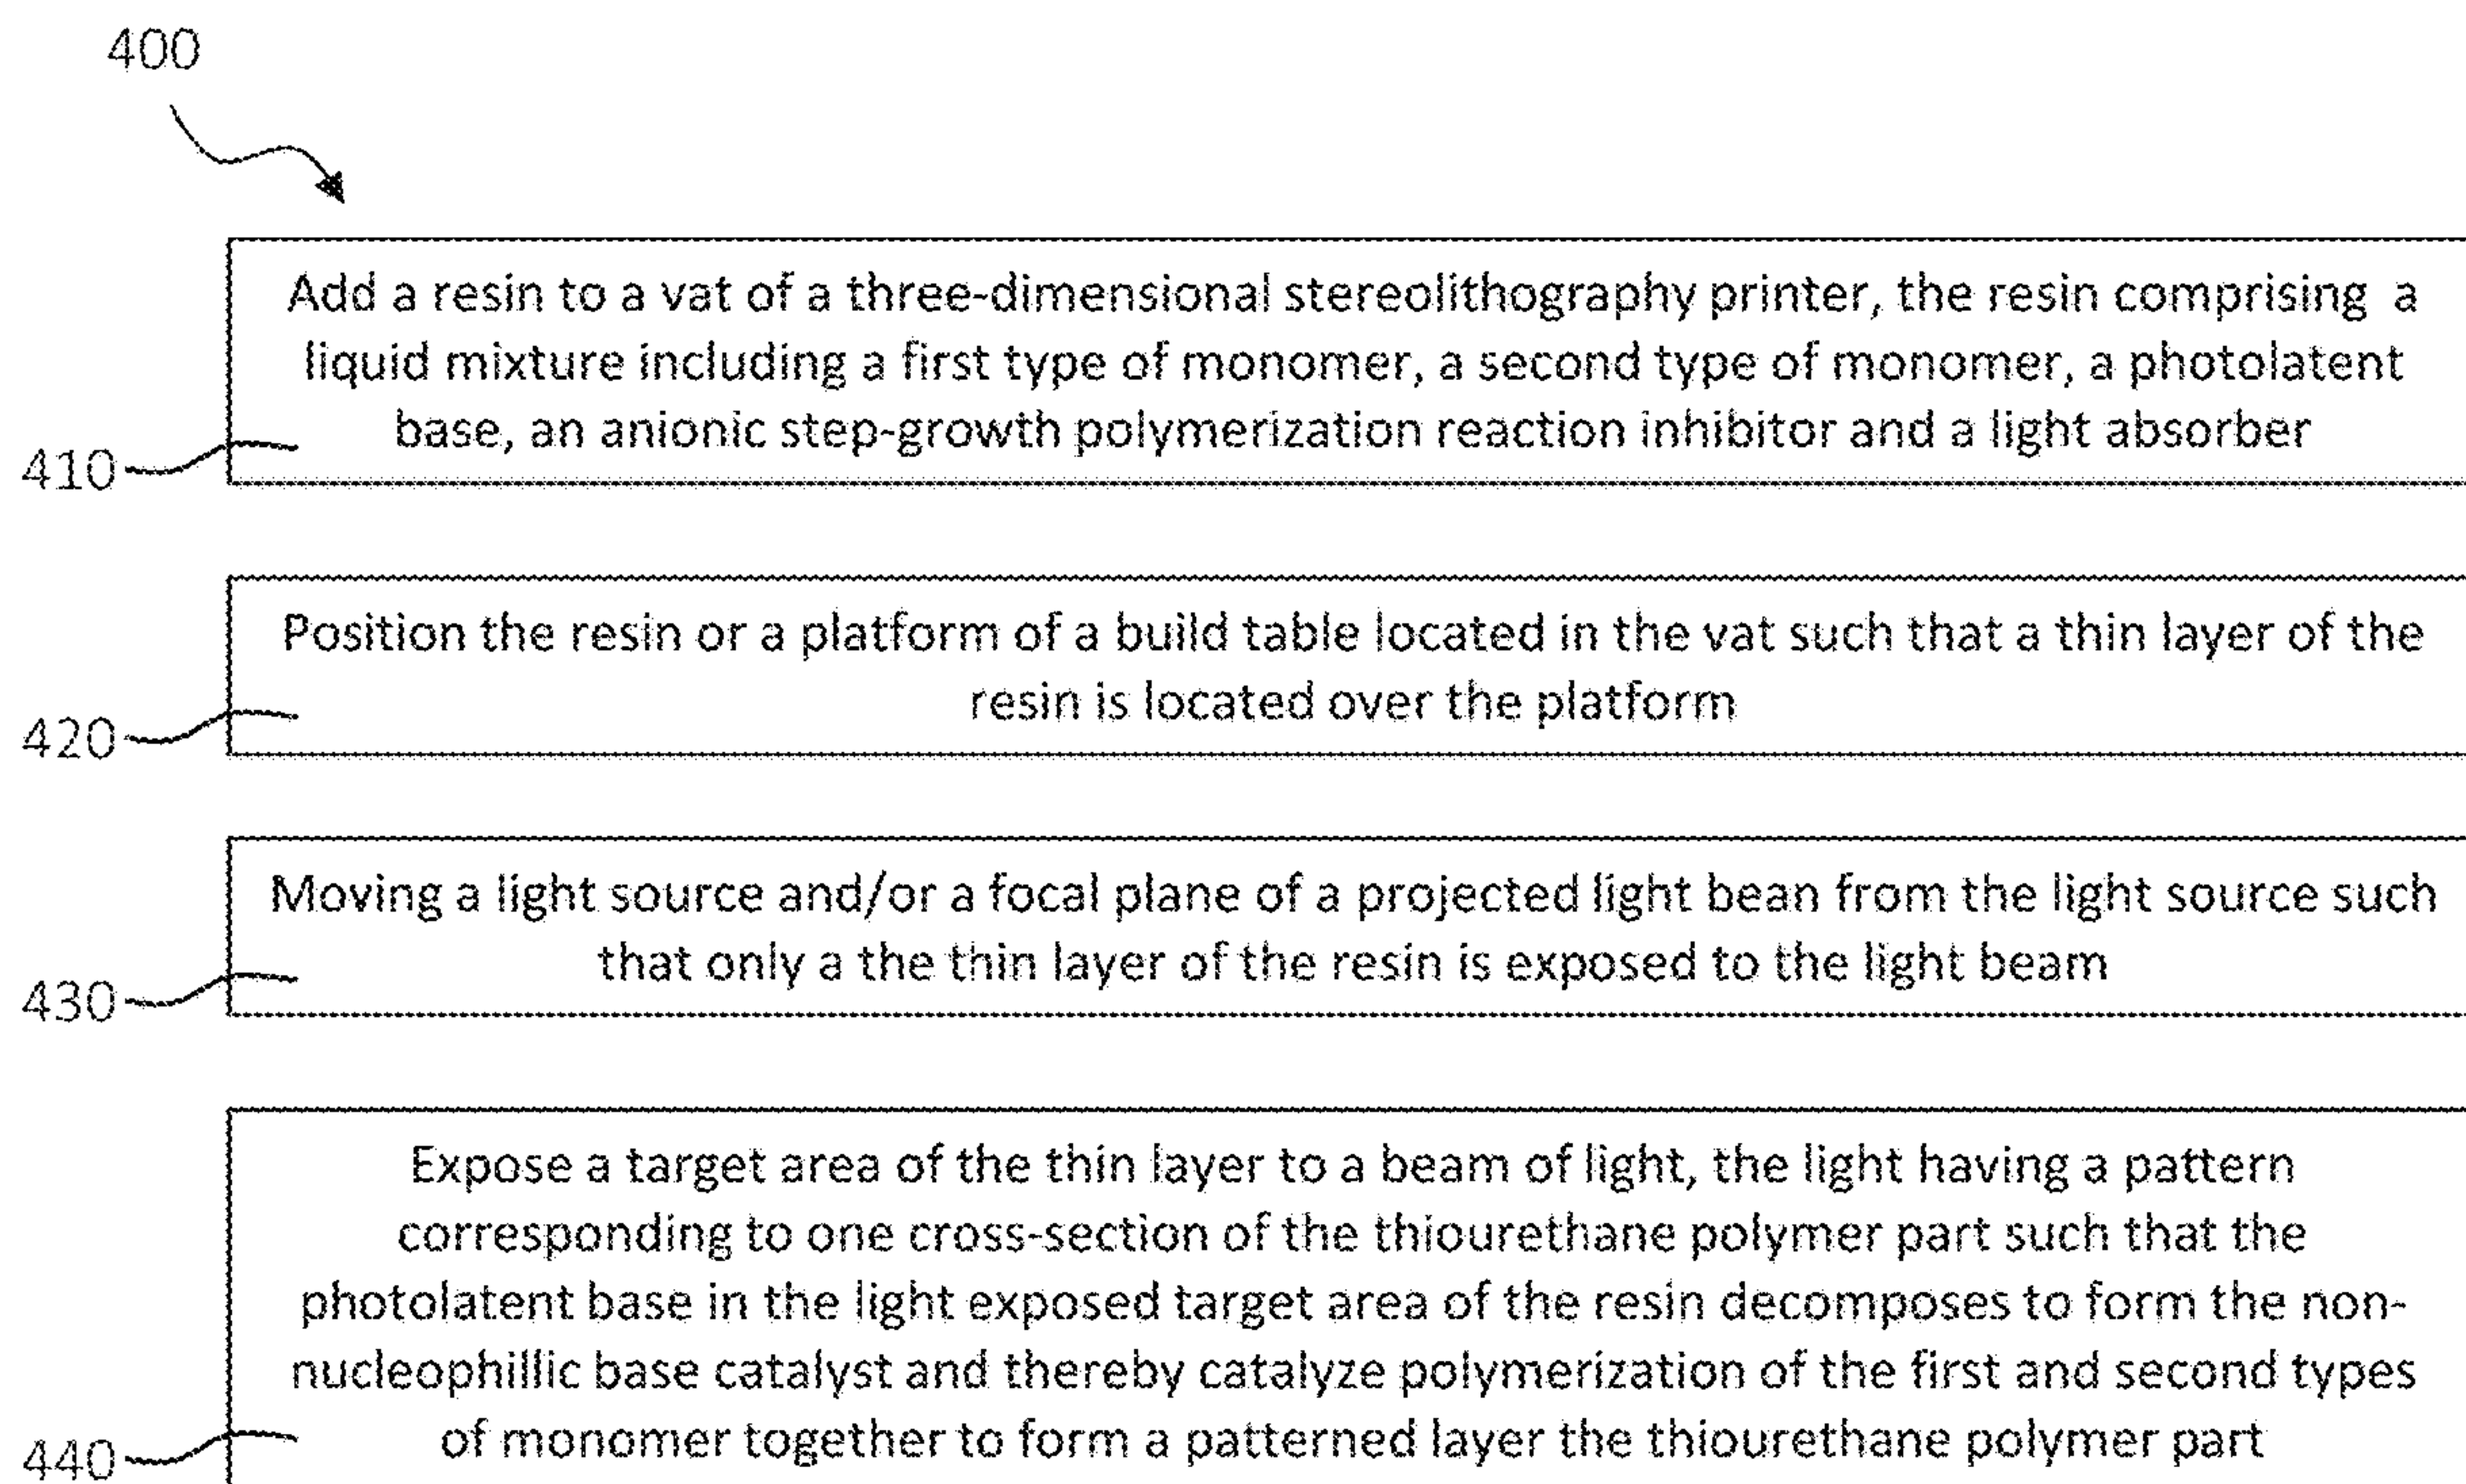 400
Add a resin to a vat of a three-dimensional stereolithography printer, the resin comprising a
liquid mixture including a first type of monomer, a second type of monomer, a photolatent
base, an anionic step-growth polymerization reaction inhibitor and a light absorber
410
Position the resin or a platform of a build table located in the vat such that a thin layer of the
resin is located over the platform
420
Moving a light source and/or a focal plane of a projected light bean from the light source such
that only a the thin layer of the resin is exposed to the light beam
430
Expose a target area of the thin layer to a beam of light, the light having a pattern
corresponding to one cross-section of the thiourethane polymer part such that the
photolatent base in the light exposed target area of the resin decomposes to form the non-
nucleophillic base catalyst and thereby catalyze polymerization of the first and second types
of monomer together to form a patterned layer the thiourethane polymer part
440